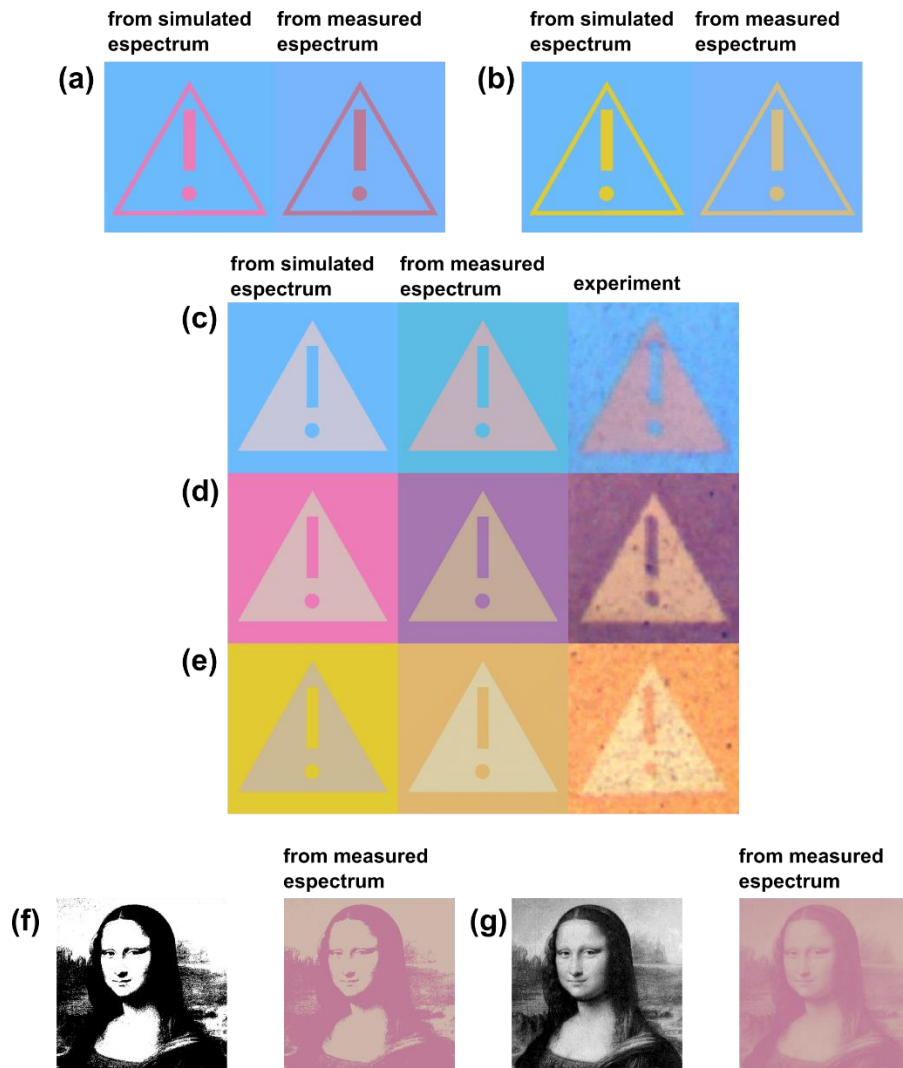 from simulated
espectrum
from measured
espectrum
(a)
from simulated
espectrum
from measured
espectrum
(b)
from simulated
espectrum
from measured
espectrum
experiment
(c)
(d)
(e)
from measured
espectrum
(f)
from measured
espectrum
(g)